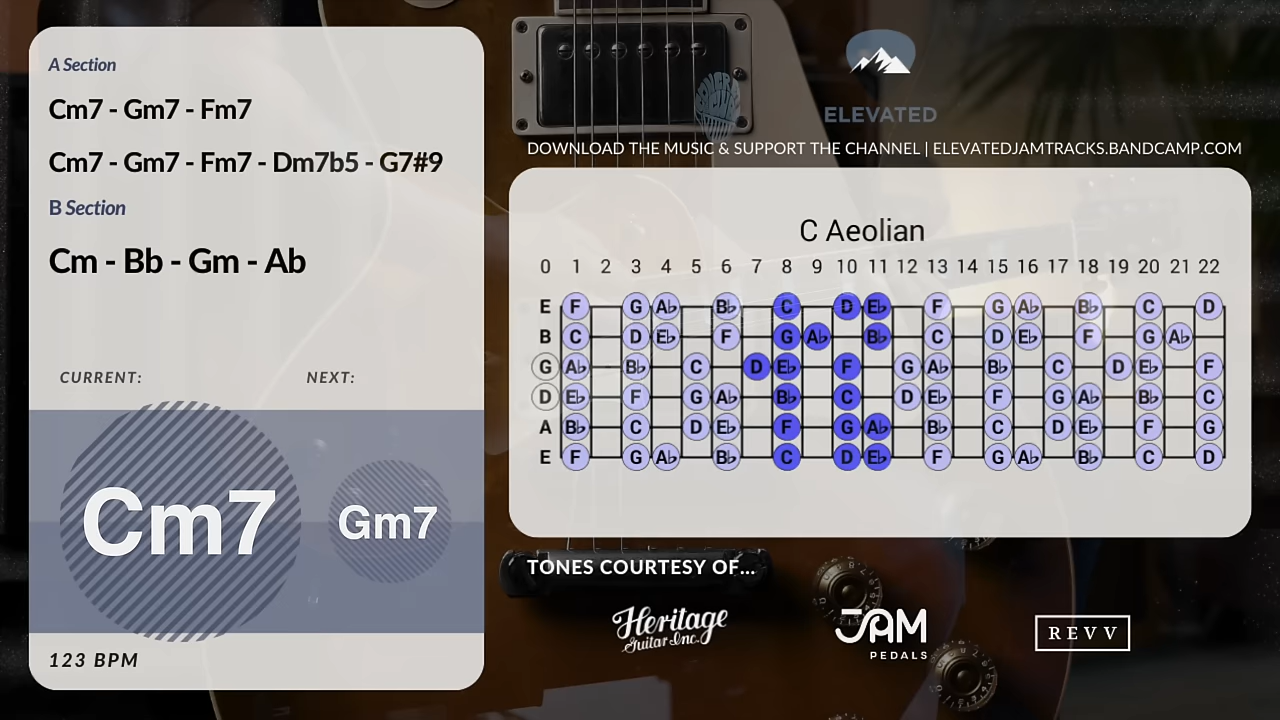 A Section
Cm7 - Gm7 - Fm7
Cm7 - Gm7 - Fm7 - Dm7b5 - G7#9
B Section
Cm - Bb - Gm - Ab
CURRENT: NEXT:
Cm7 Gm7
123 BPM
ELEVATED
DOWNLOAD THE MUSIC & SUPPORT THE CHANNEL | ELEVATEDJAMTRACKS.BANDCAMP.COM
C Aeolian
0 1 2 3 4 5 6 7 8 9 10 11 12 13 14 15 16 17 18 19 20 21 22
E F G A♭ B♭ C D E♭ F G A♭ B♭ C D
B C D E♭ F G A♭ B♭ C D E♭ F G A♭
G A♭ B♭ C D E♭ F G A♭ B♭ C D E♭ F
D E♭ F G A♭ B♭ C D E♭ F G A♭ B♭ C
A B♭ C D E♭ F G A♭ B♭ C D E♭ F G
E F G A♭ B♭ C D E♭ F G A♭ B♭ C D
TONES COURTESY OF...
Heritage
Guitar Inc.
JAM
PEDALS
REVV